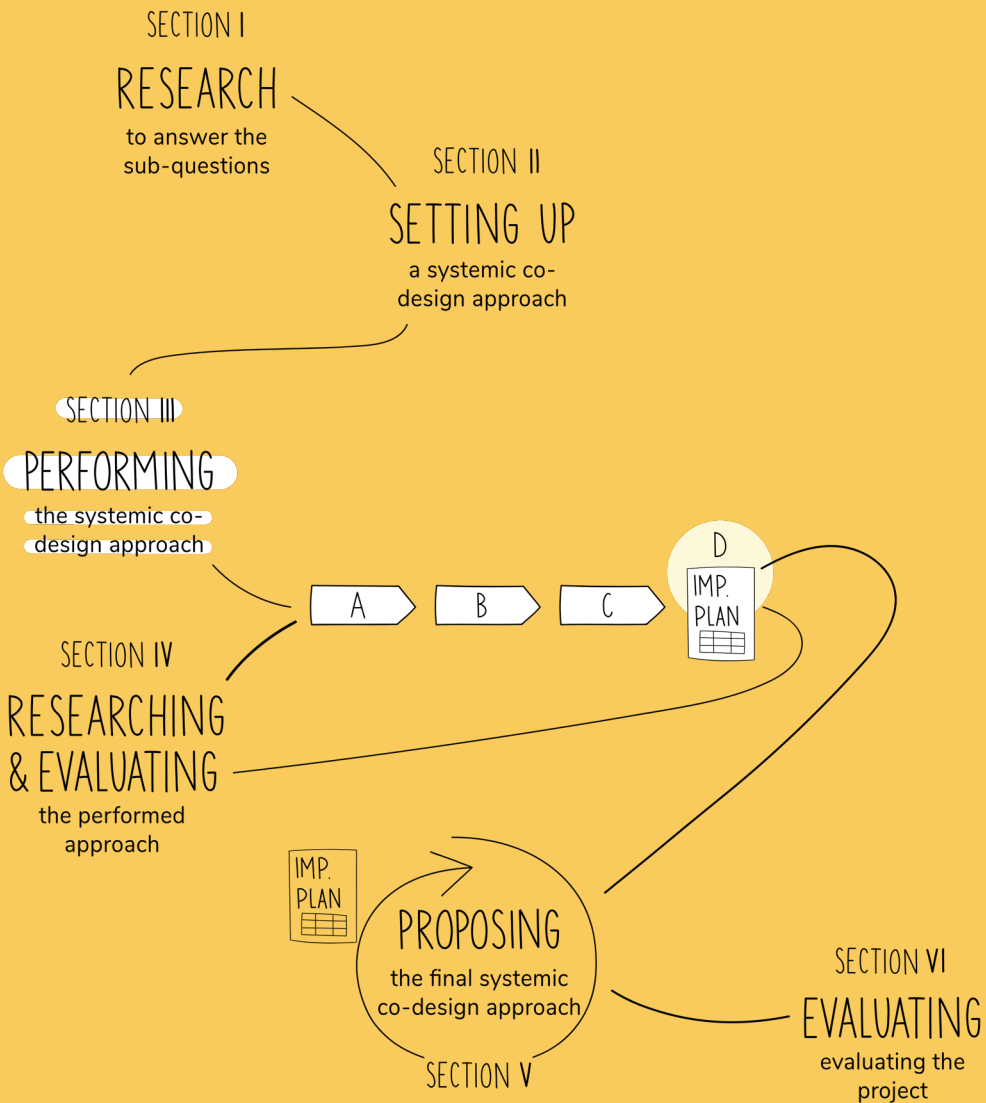 SECTION I
RESEARCH
to answer the
sub-questions
SECTION II
SETTING UP
a systemic co-
design approach
SECTION III
PERFORMING
the systemic co-
design approach
A
B
C
D
IMP.
PLAN
SECTION IV
RESEARCHING
& EVALUATING
the performed
approach
IMP.
PLAN
PROPOSING
the final systemic
co-design approach
SECTION V
SECTION VI
EVALUATING
evaluating the
project